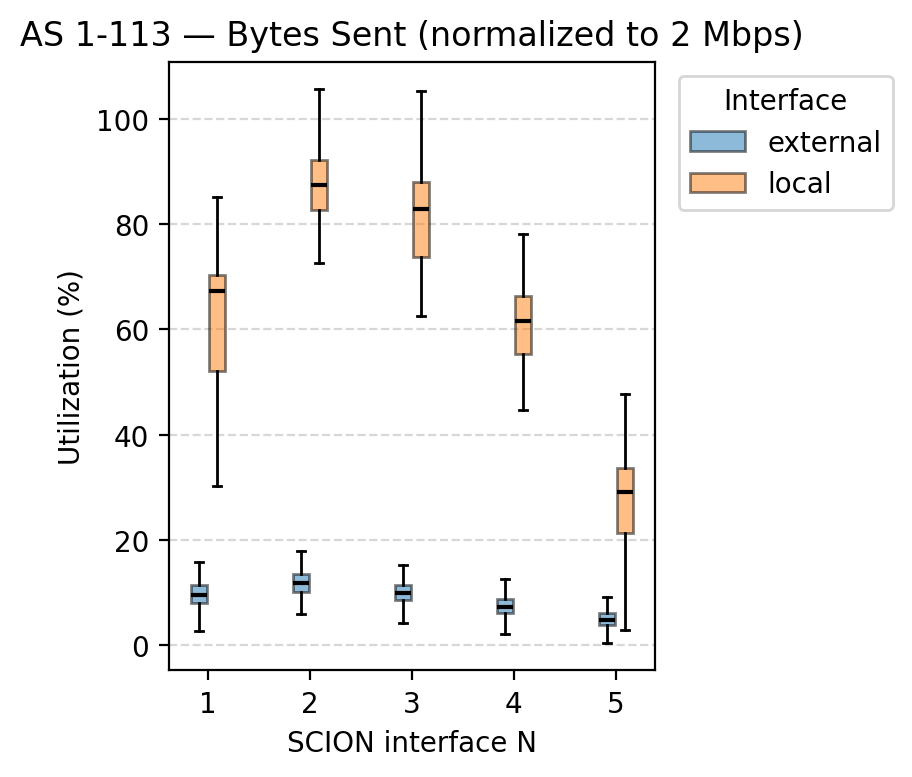 AS 1-113 — Bytes Sent (normalized to 2 Mbps)
Interface
external
local
Utilization (%)
100
80
60
40
20
0
1 2 3 4 5
SCION interface N